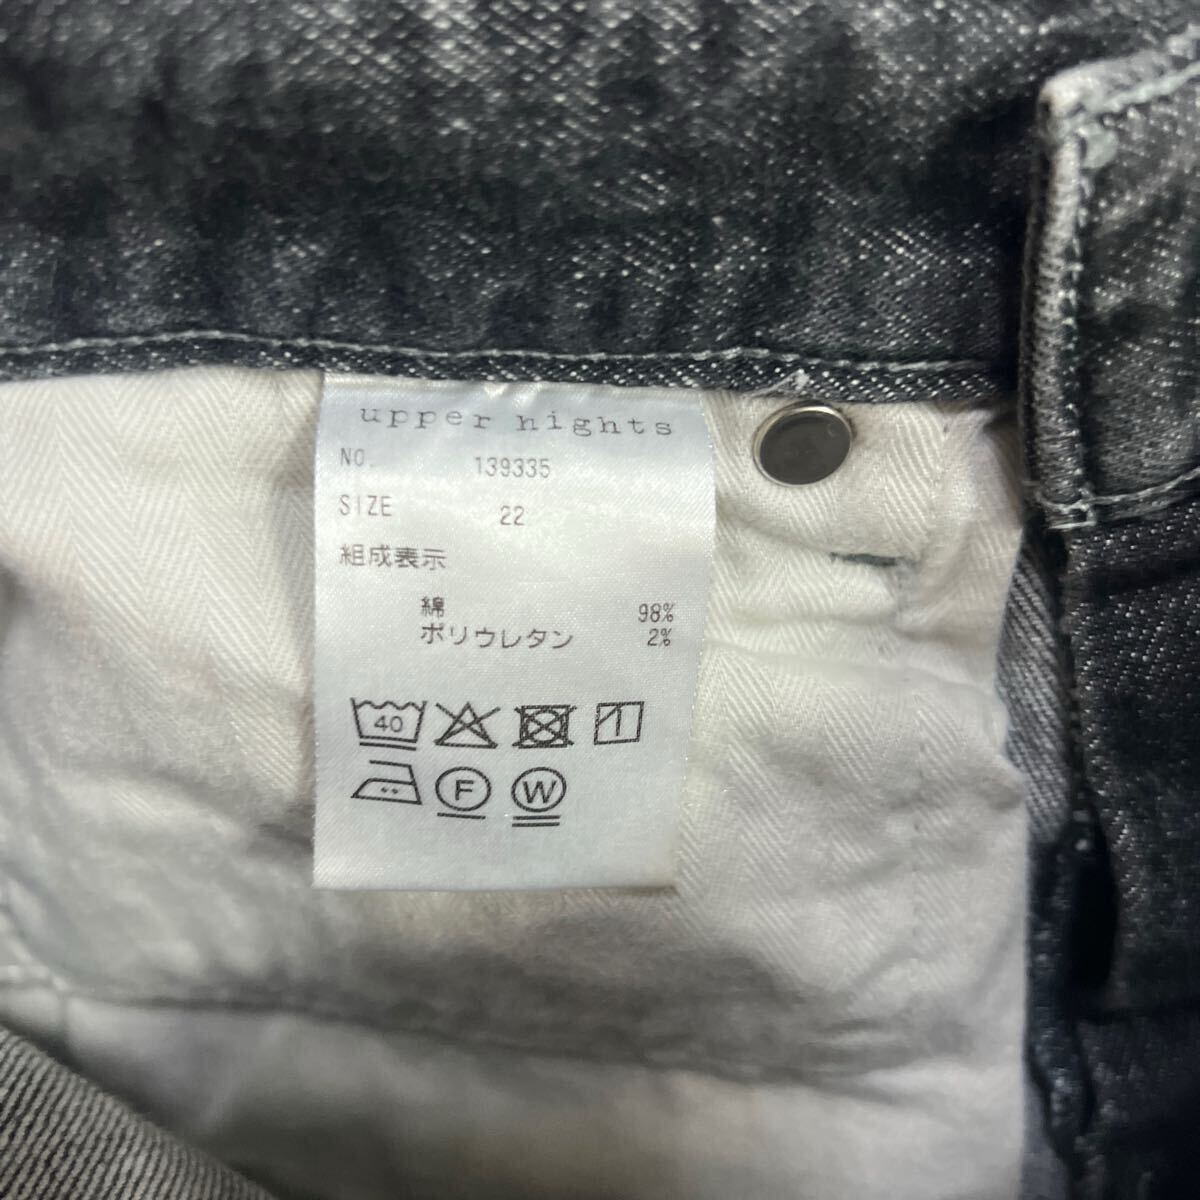 upper hights
NO. 139335
SIZE 22
組成表示
綿 98%
ポリウレタン 2%
40
F W